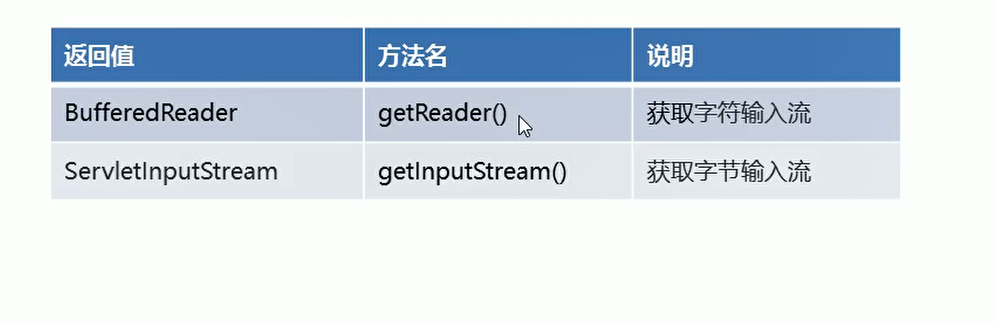 返回值 方法名 说明
BufferedReader getReader() 获取字符输入流
ServletInputStream getInputStream() 获取字节输入流